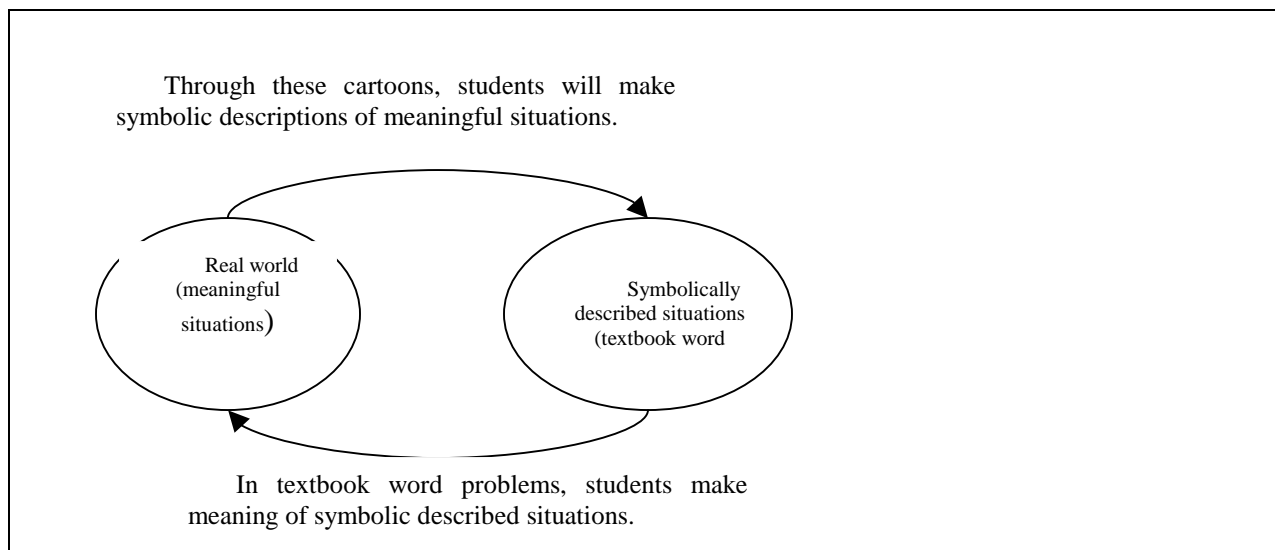 Through these cartoons, students will make
symbolic descriptions of meaningful situations.
Real world
(meaningful
situations)
Symbolically
described situations
(textbook word
In textbook word problems, students make
meaning of symbolic described situations.